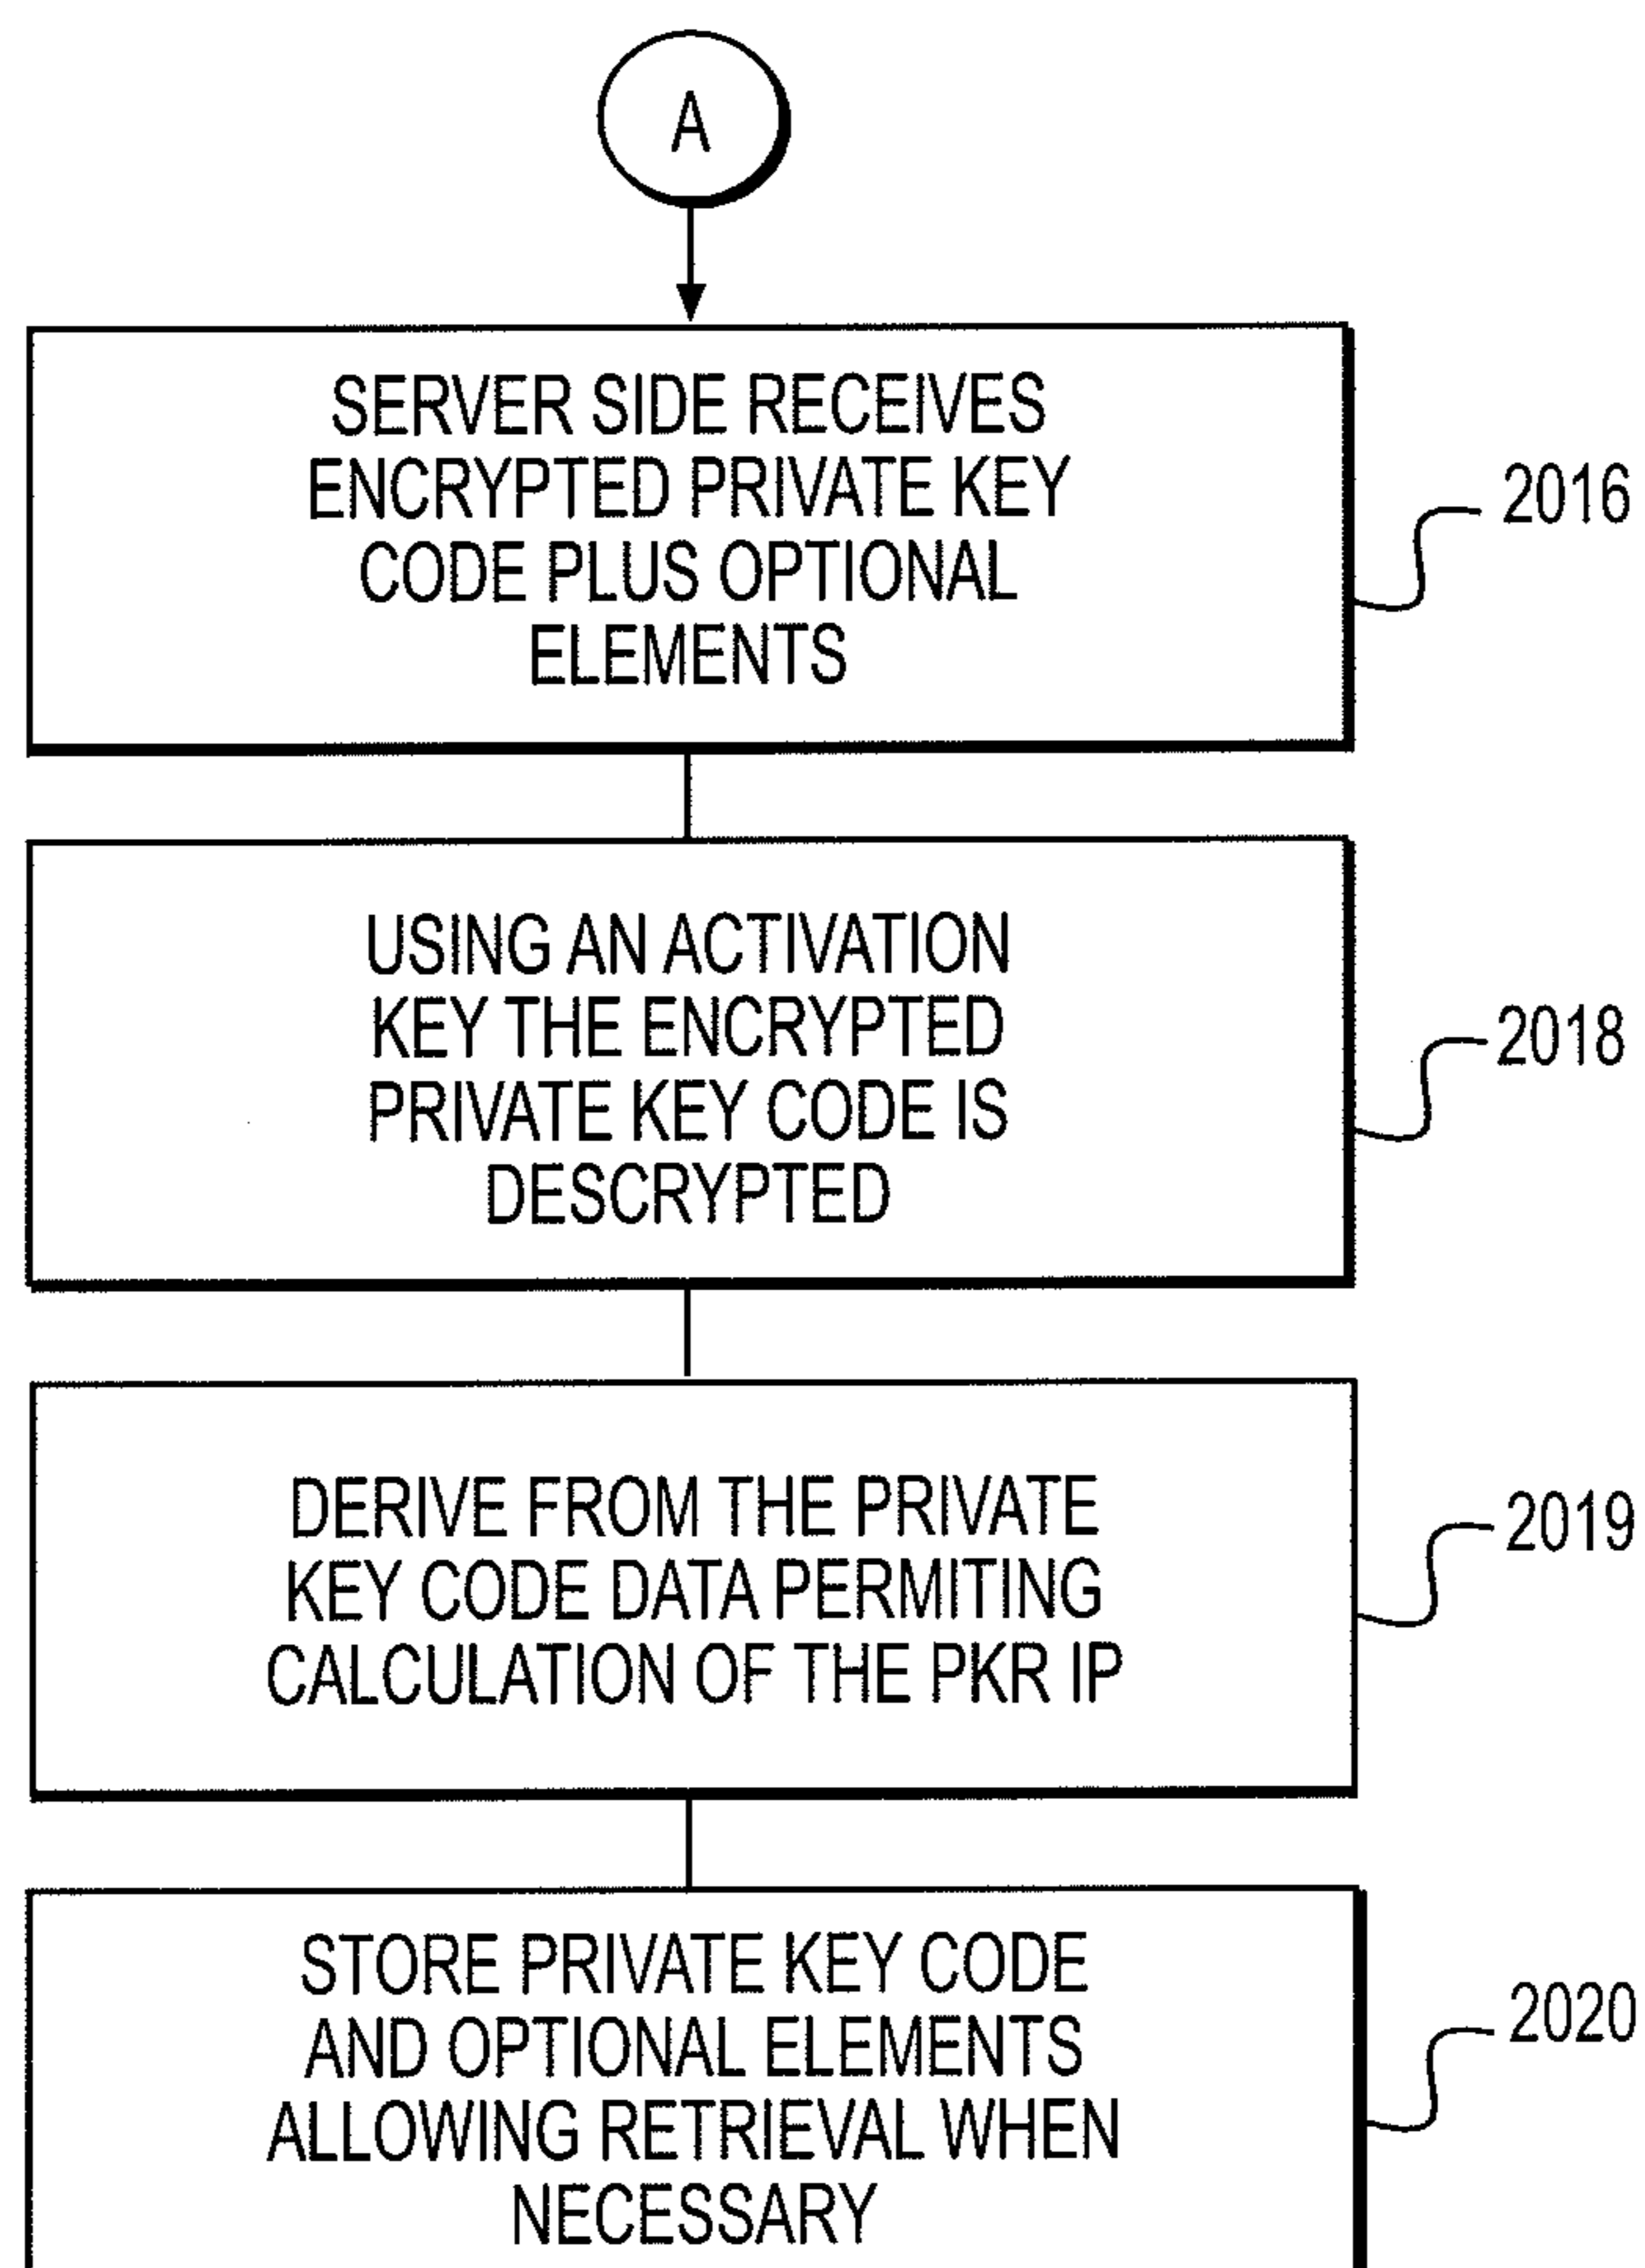 A
SERVER SIDE RECEIVES
ENCRYPTED PRIVATE KEY
CODE PLUS OPTIONAL
ELEMENTS
2016
USING AN ACTIVATION
KEY THE ENCRYPTED
PRIVATE KEY CODE IS
DESCRYPTED
2018
DERIVE FROM THE PRIVATE
KEY CODE DATA PERMITING
CALCULATION OF THE PKR IP
2019
STORE PRIVATE KEY CODE
AND OPTIONAL ELEMENTS
ALLOWING RETRIEVAL WHEN
NECESSARY
2020